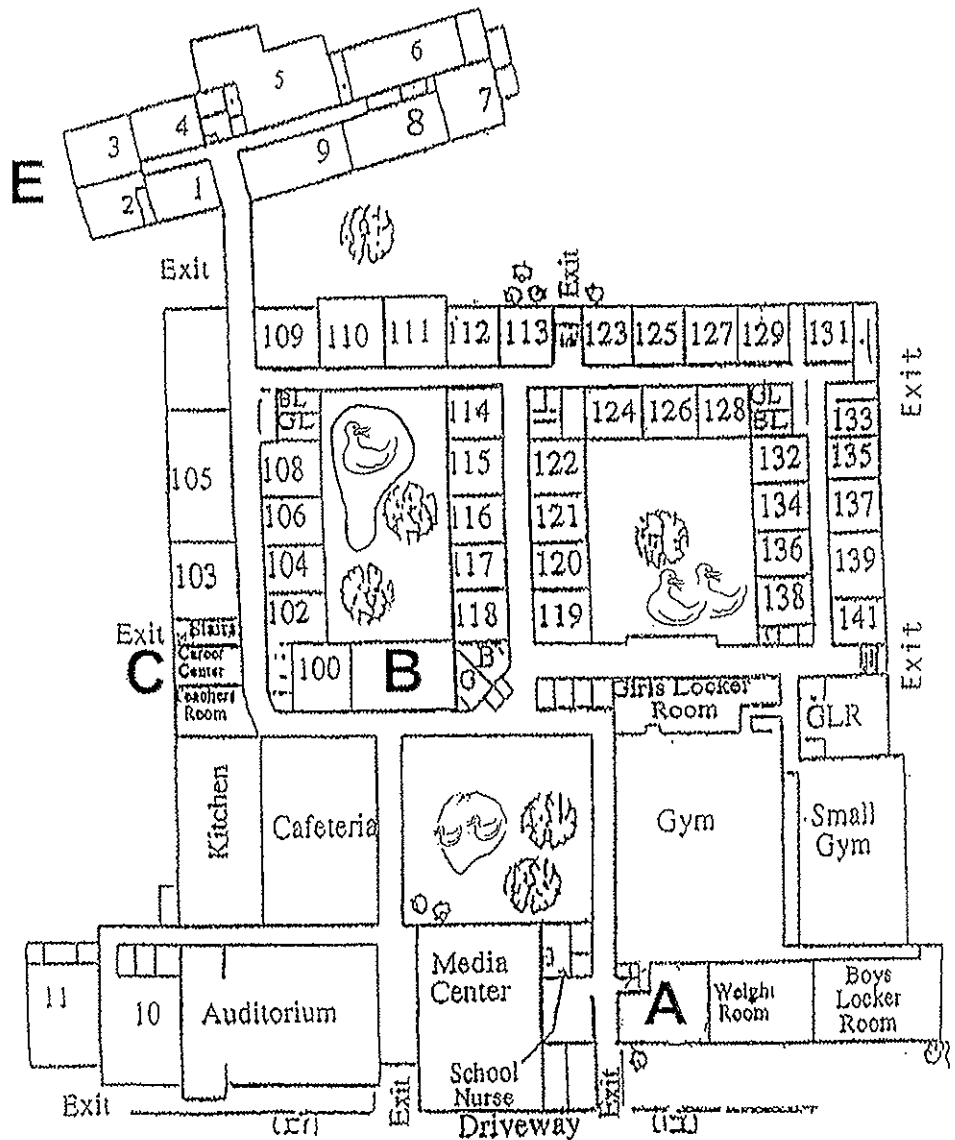 6
5
7
4
8
3
9
1
2
E
Exit
Exit
109
110
111
112
113
123
125
127
129
131
Exit
BL
GL
114
124
126
128
GL
BL
133
105
108
115
122
132
135
106
116
121
134
137
103
104
117
120
136
139
102
118
119
138
141
Exit
Stairs
Exit
C
Career
Center
Teachers
Room
100
B
B
G
Girls Locker
Room
GLR
Kitchen
Cafeteria
Gym
Small
Gym
11
10
Auditorium
Media
Center
A
Weight
Room
Boys
Locker
Room
School
Nurse
Exit
Exit
Exit
Driveway